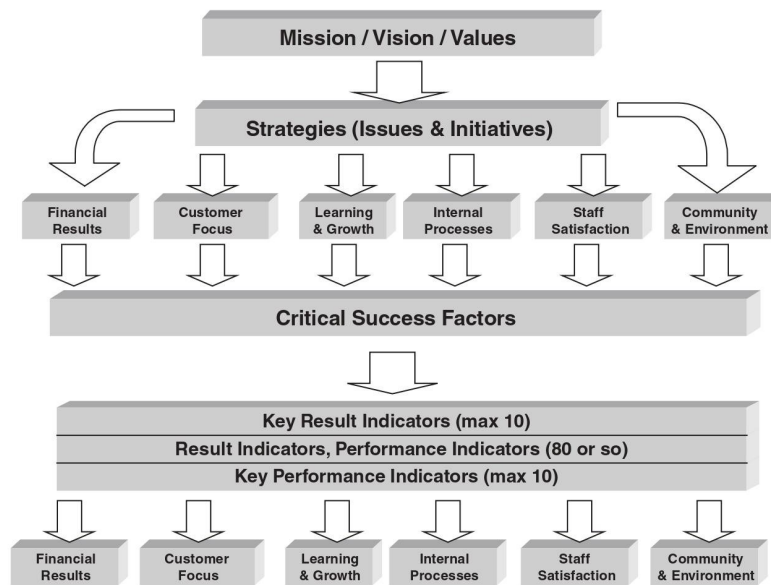 Mission / Vision / Values
Strategies (Issues & Initiatives)
Financial
Results
Customer
Focus
Learning
& Growth
Internal
Processes
Staff
Satisfaction
Community
& Environment
Critical Success Factors
Key Result Indicators (max 10)
Result Indicators, Performance Indicators (80 or so)
Key Performance Indicators (max 10)
Financial
Results
Customer
Focus
Learning
& Growth
Internal
Processes
Staff
Satisfaction
Community
& Environment